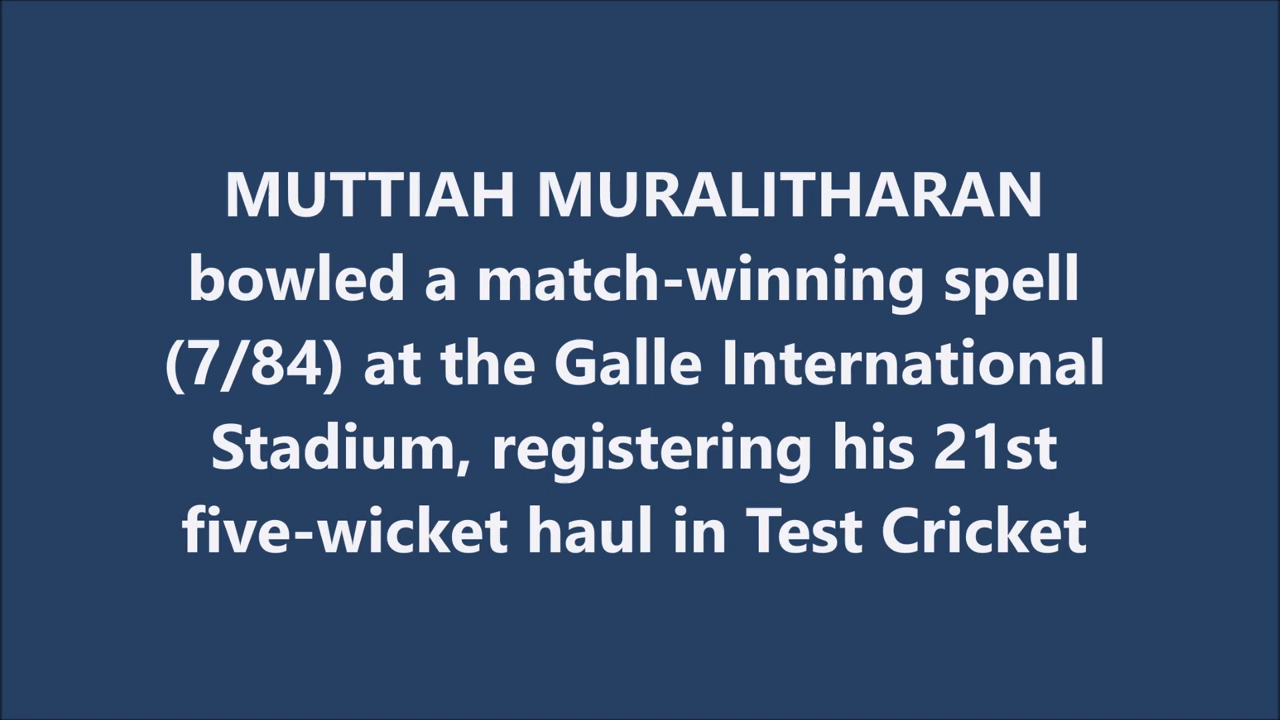 MUTTIAH MURALITHARAN
bowled a match-winning spell
(7/84) at the Galle International
Stadium, registering his 21st
five-wicket haul in Test Cricket